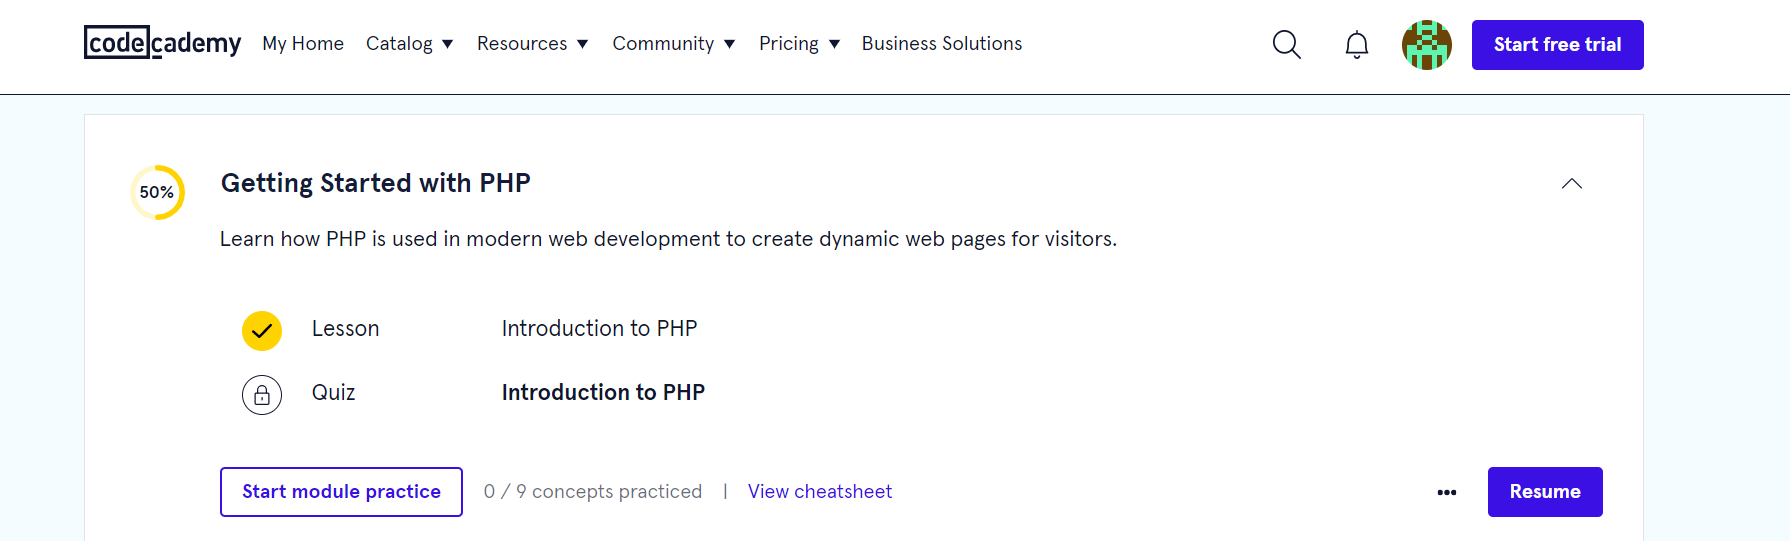 codecademy My Home Catalog ▼ Resources ▼ Community ▼ Pricing ▼ Business Solutions Start free trial
50% Getting Started with PHP
Learn how PHP is used in modern web development to create dynamic web pages for visitors.
Lesson Introduction to PHP
Quiz Introduction to PHP
Start module practice 0 / 9 concepts practiced | View cheatsheet ••• Resume